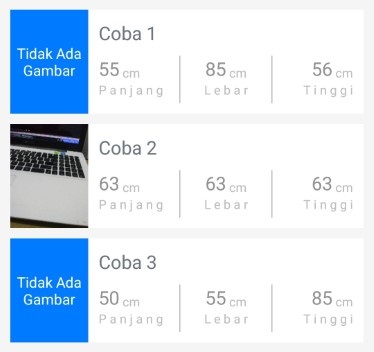 Tidak Ada
Gambar
Coba 1
55 cm 85 cm 56 cm
Panjang Lebar Tinggi
Coba 2
63 cm 63 cm 63 cm
Panjang Lebar Tinggi
Tidak Ada
Gambar
Coba 3
50 cm 55 cm 85 cm
Panjang Lebar Tinggi